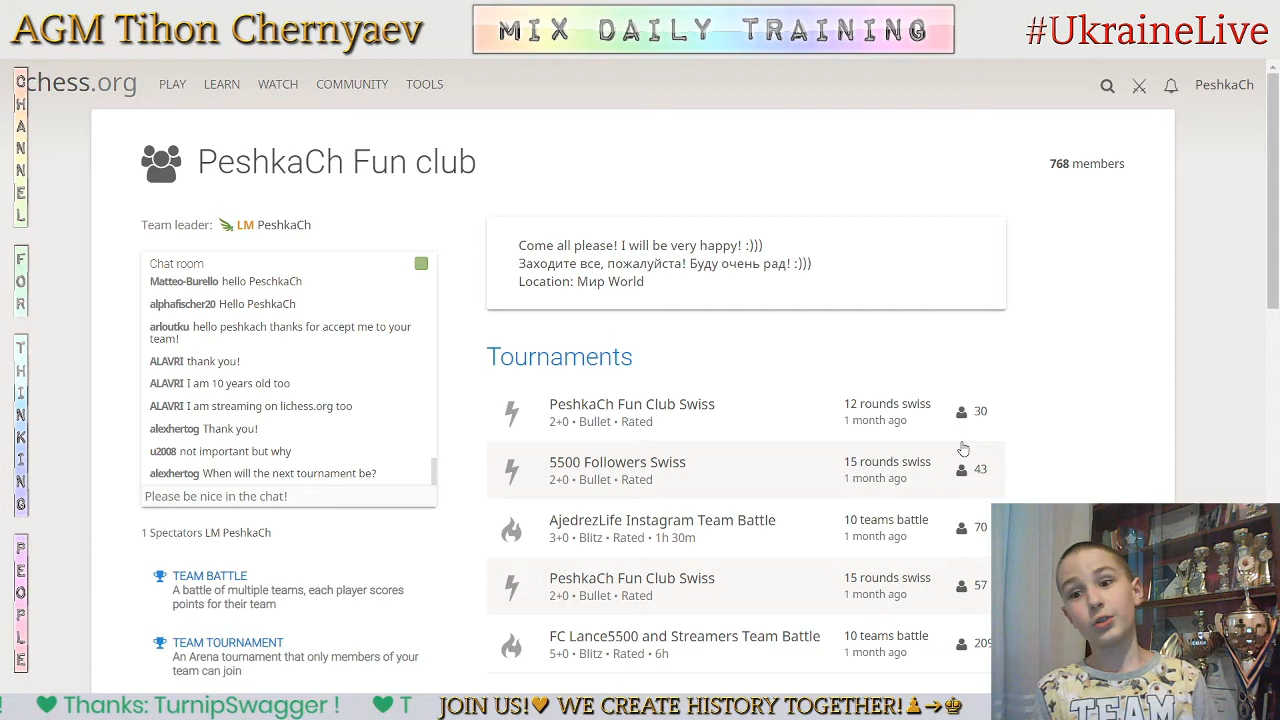 AGM Tihon Chernyaev
MIX DAILY TRAINING
#UkraineLive
CHANNEL
FOR
THINKING
PEOPLE
chess.org
PLAY
LEARN
WATCH
COMMUNITY
TOOLS
PeshkaCh
PeshkaCh Fun club
768 members
Team leader: LM PeshkaCh
Chat room
Matteo-Burello hello PeschkaCh
alphafischer20 Hello PeshkaCh
arloutku hello peshkach thanks for accept me to your
team!
ALAVRI thank you!
ALAVRI I am 10 years old too
ALAVRI I am streaming on lichess.org too
alexhertog Thank you!
u2008 not important but why
alexhertog When will the next tournament be?
Please be nice in the chat!
1 Spectators LM PeshkaCh
TEAM BATTLE
A battle of multiple teams, each player scores
points for their team
TEAM TOURNAMENT
An Arena tournament that only members of your
team can join
Come all please! I will be very happy! :)))
Заходите все, пожалуйста! Буду очень рад! :)))
Location: Мир World
Tournaments
PeshkaCh Fun Club Swiss
2+0 • Bullet • Rated
12 rounds swiss
1 month ago
30
5500 Followers Swiss
2+0 • Bullet • Rated
15 rounds swiss
1 month ago
43
AjedrezLife Instagram Team Battle
3+0 • Blitz • Rated • 1h 30m
10 teams battle
1 month ago
70
PeshkaCh Fun Club Swiss
2+0 • Bullet • Rated
15 rounds swiss
1 month ago
57
FC Lance5500 and Streamers Team Battle
5+0 • Blitz • Rated • 6h
10 teams battle
1 month ago
TEAM
! 💚 Thanks: TurnipSwagger ! 💚 T
JOIN US!🧡 WE CREATE HISTORY TOGETHER!♟→♚